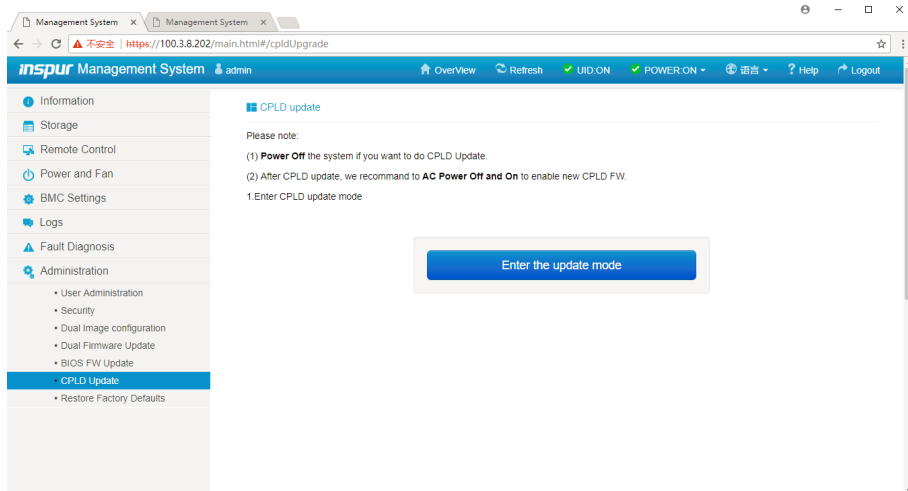 Management System
Management System
不安全 | https://100.3.8.202/main.html#/cpldUpgrade
inspur Management System admin OverView Refresh UID:ON POWER:ON 语言 ? Help Logout
Information
Storage
Remote Control
Power and Fan
BMC Settings
Logs
Fault Diagnosis
Administration
• User Administration
• Security
• Dual Image configuration
• Dual Firmware Update
• BIOS FW Update
• CPLD Update
• Restore Factory Defaults
CPLD update
Please note:
(1) Power Off the system if you want to do CPLD Update.
(2) After CPLD update, we recommand to AC Power Off and On to enable new CPLD FW.
1.Enter CPLD update mode
Enter the update mode